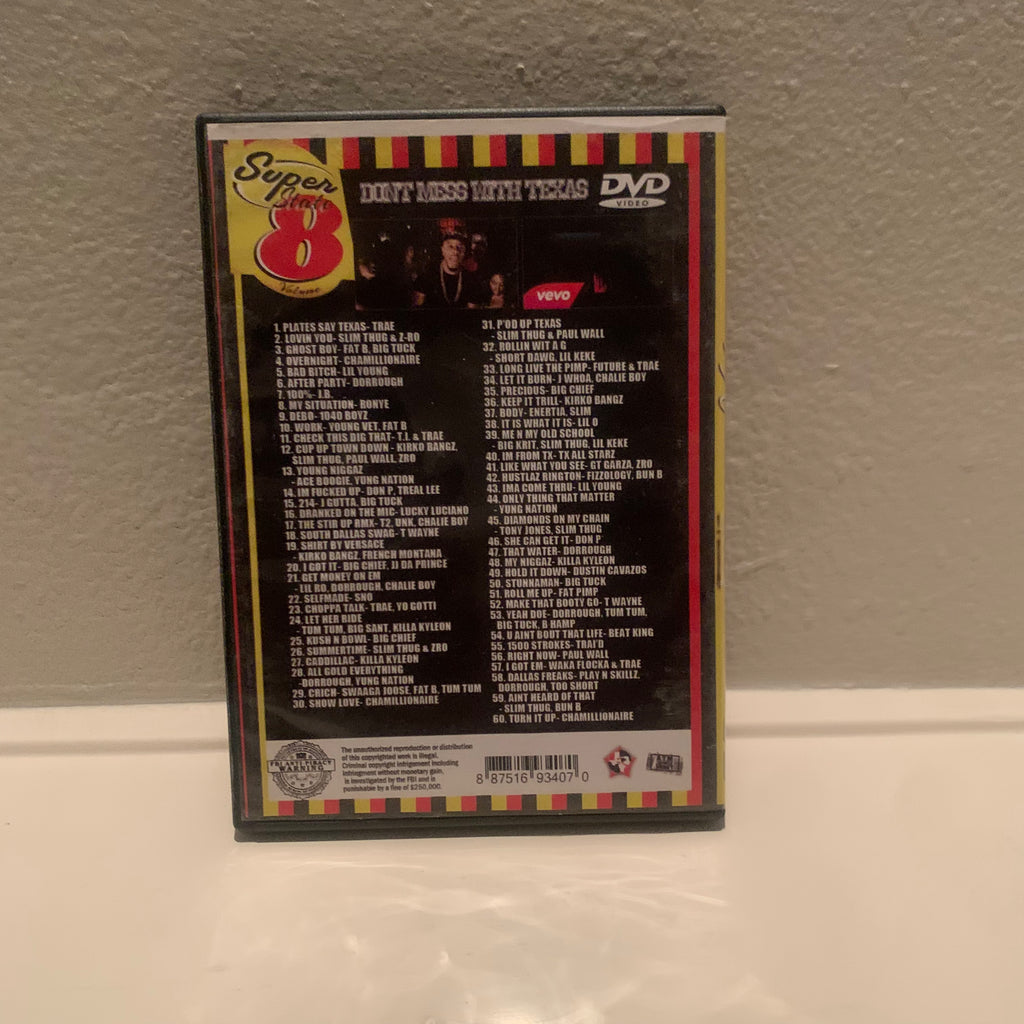 Super
State
8
Volume
DONT MESS WITH TEXAS
DVD
VIDEO
vevo
1. PLATES SAY TEXAS- TRAE
2. LOVIN YOU- SLIM THUG & Z-RO
3. GHOST BOY- FAT B, BIG TUCK
4. OVERNIGHT- CHAMILLIONAIRE
5. BAD BITCH- LIL YOUNG
6. AFTER PARTY- DORROUGH
7. 100%- J.B.
8. MY SITUATION- RONYE
9. DEBO- 1040 BOYZ
10. WORK- YOUNG VET, FAT B
11. CHECK THIS DIG THAT- T.I. & TRAE
12. CUP UP TOWN DOWN - KIRKO BANGZ,
SLIM THUG, PAUL WALL, ZRO
13. YOUNG NIGGAZ
- ACE BOOGIE, YUNG NATION
14. IM FUCKED UP- DON P, TREAL LEE
15. 214- J GUTTA, BIG TUCK
16. DRANKED ON THE MIC- LUCKY LUCIANO
17. THE STIR UP RMX- T2, UNK, CHALIE BOY
18. SOUTH DALLAS SWAG- T WAYNE
19. SHIRT BY VERSACE
- KIRKO BANGZ, FRENCH MONTANA
20. I GOT IT- BIG CHIEF, JJ DA PRINCE
21. GET MONEY ON EM
- LIL RO, DORROUGH, CHALIE BOY
22. SELFMADE- SNO
23. CHOPPA TALK- TRAE, YO GOTTI
24. LET HER RIDE
- TUM TUM, BIG SANT, KILLA KYLEON
25. KUSH N BOWL- BIG CHIEF
26. SUMMERTIME- SLIM THUG & ZRO
27. CADDILLAC- KILLA KYLEON
28. ALL GOLD EVERYTHING
-DORROUGH, YUNG NATION
29. CRICH- SWAAGA JOOSE, FAT B, TUM TUM
30. SHOW LOVE- CHAMILLIONAIRE
31. P'OD UP TEXAS
- SLIM THUG & PAUL WALL
32. ROLLIN WIT A G
- SHORT DAWG, LIL KEKE
33. LONG LIVE THE PIMP- FUTURE & TRAE
34. LET IT BURN- J WHOA, CHALIE BOY
35. PRECIOUS- BIG CHIEF
36. KEEP IT TRILL- KIRKO BANGZ
37. BODY- ENERTIA, SLIM
38. IT IS WHAT IT IS- LIL O
39. ME N MY OLD SCHOOL
- BIG KRIT, SLIM THUG, LIL KEKE
40. IM FROM TX- TX ALL STARZ
41. LIKE WHAT YOU SEE- GT GARZA, ZRO
42. HUSTLAZ RINGTON- FIZZOLOGY, BUN B
43. IMA COME THRU- LIL YOUNG
44. ONLY THING THAT MATTER
- YUNG NATION
45. DIAMONDS ON MY CHAIN
- TONY JONES, SLIM THUG
46. SHE CAN GET IT- DON P
47. THAT WATER- DORROUGH
48. MY NIGGAZ- KILLA KYLEON
49. HOLD IT DOWN- DUSTIN CAVAZOS
50. STUNNAMAN- BIG TUCK
51. ROLL ME UP- FAT PIMP
52. MAKE THAT BOOTY GO- T WAYNE
53. YEAH DOE- DORROUGH, TUM TUM,
BIG TUCK, B HAMP
54. U AINT BOUT THAT LIFE- BEAT KING
55. 1500 STROKES- TRAI'D
56. RIGHT NOW- PAUL WALL
57. I GOT EM- WAKA FLOCKA & TRAE
58. DALLAS FREAKS- PLAY N SKILLZ,
DORROUGH, TOO SHORT
59. AINT HEARD OF THAT
- SLIM THUG, BUN B
60. TURN IT UP- CHAMILLIONAIRE
FBI ANTI-PIRACY
WARNING
The unauthorized reproduction or distribution
of this copyrighted work is illegal.
Criminal copyright infrigement including
infriegment without monetary gain,
is investigated by the FBI and is
punishable by a fine of $250,000.
8 87516 93407 0